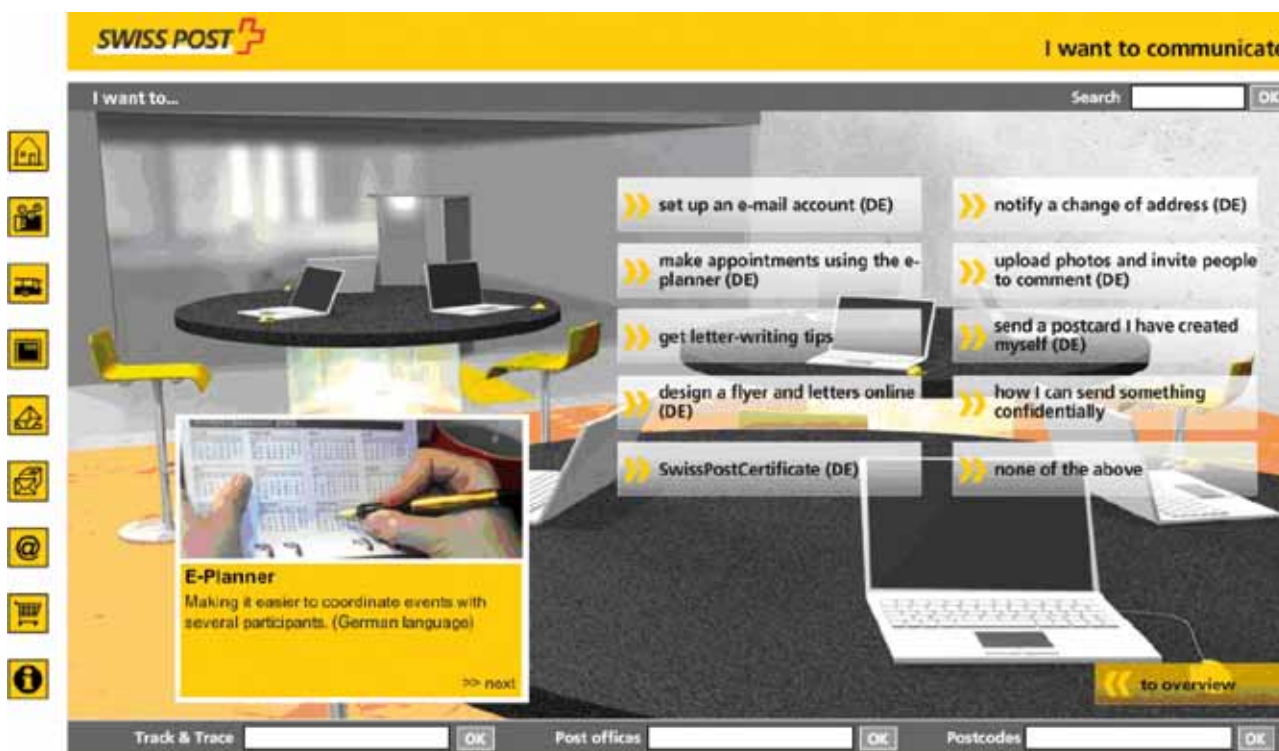 SWISS POST
I want to communicate
I want to...
Search
OK
set up an e-mail account (DE)
make appointments using the e-
planner (DE)
get letter-writing tips
design a flyer and letters online
(DE)
SwissPostCertificate (DE)
notify a change of address (DE)
upload photos and invite people
to comment (DE)
send a postcard I have created
myself (DE)
how I can send something
confidentially
none of the above
E-Planner
Making it easier to coordinate events with
several participants. (German language)
>> next
to overview
Track & Trace
OK
Post offices
OK
Postcodes
OK